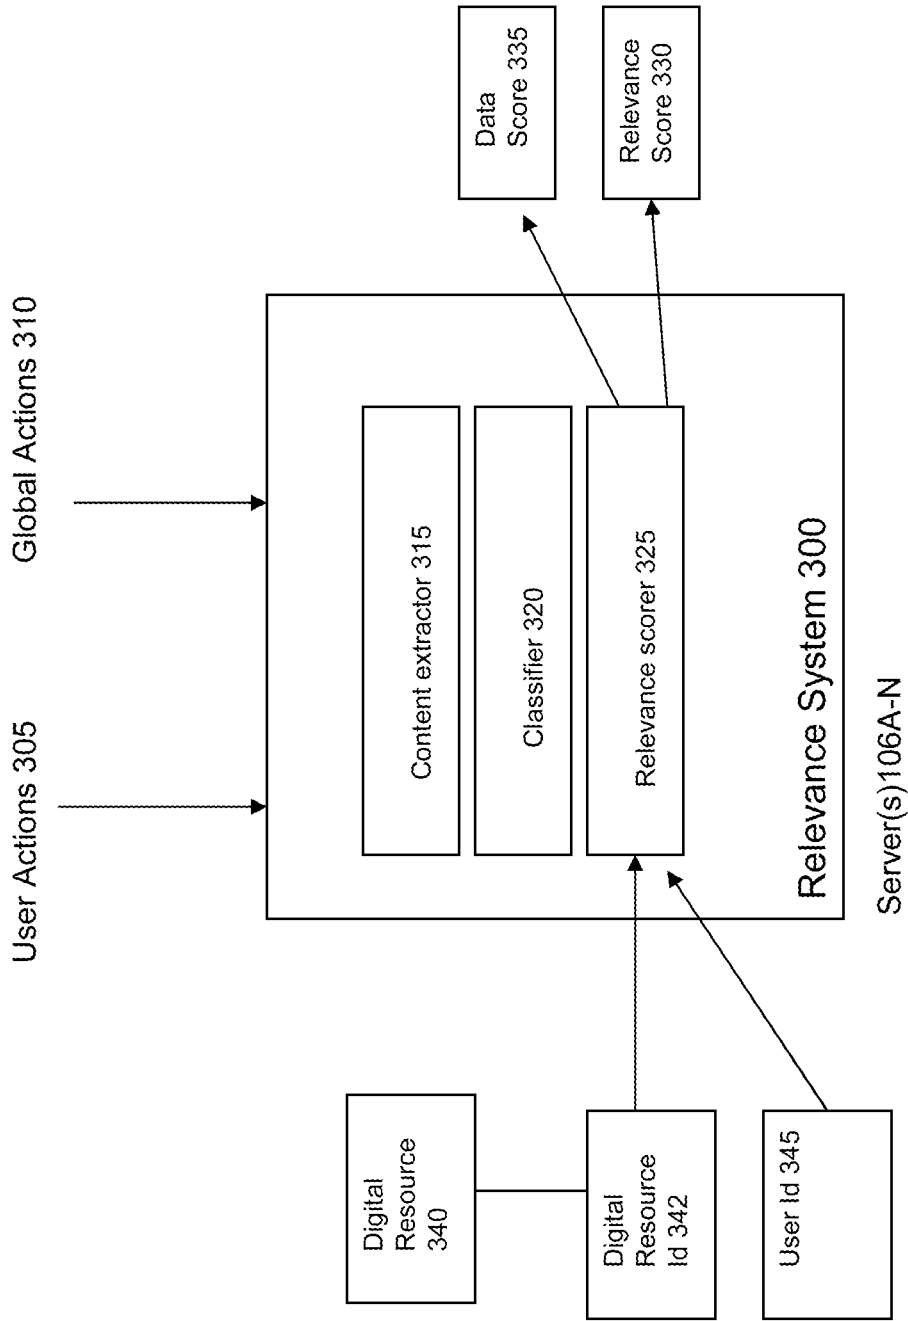 User Actions 305
Global Actions 310
Digital
Resource
340
Digital
Resource
Id 342
User Id 345
Content extractor 315
Classifier 320
Relevance scorer 325
Relevance System 300
Server(s)106A-N
Data
Score 335
Relevance
Score 330